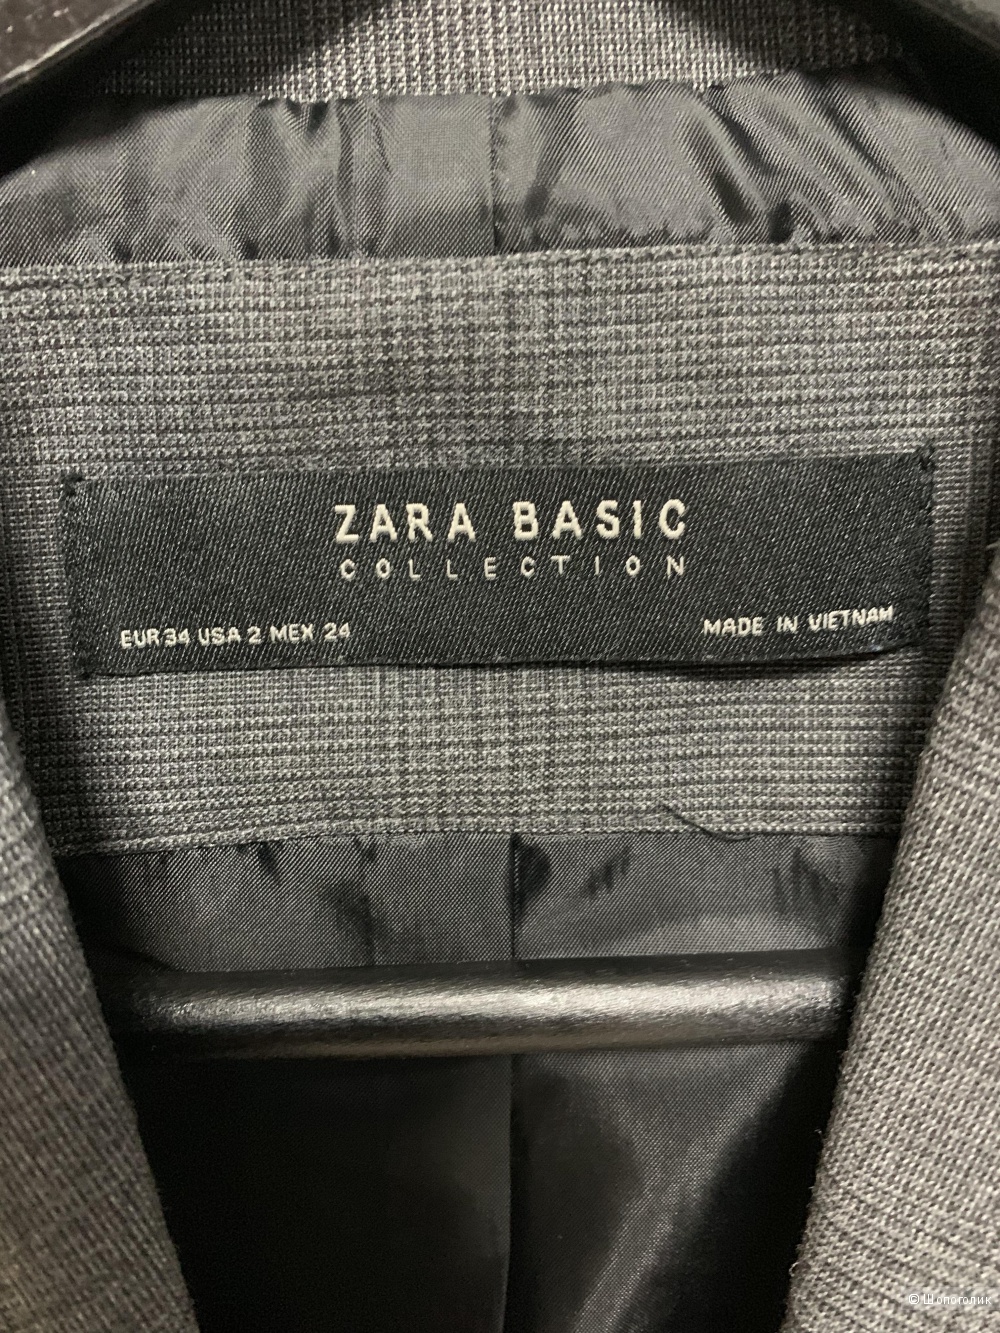 ZARA BASIC
COLLECTION
EUR 34 USA 2 MEX 24
MADE IN VIETNAM
© Шопоголик